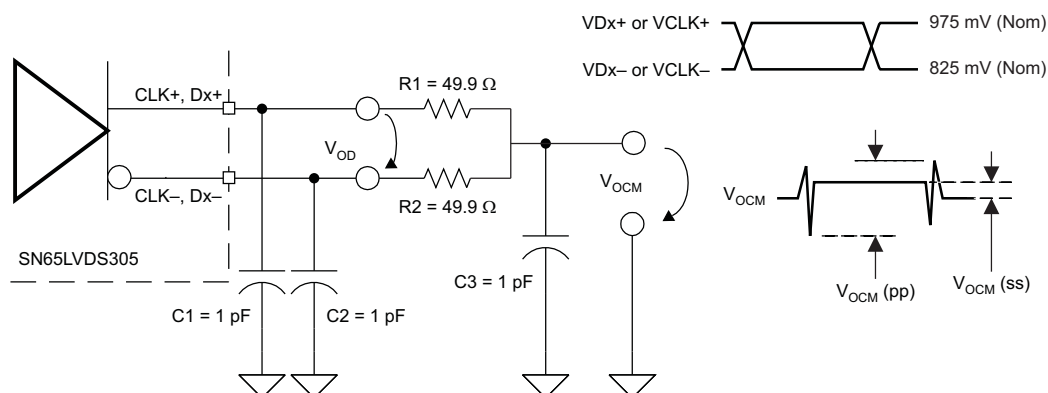 VDx+ or VCLK+
975 mV (Nom)
VDx– or VCLK–
825 mV (Nom)
CLK+, Dx+
R1 = 49.9 Ω
VOD
CLK–, Dx–
R2 = 49.9 Ω
VOCM
VOCM
SN65LVDS305
C1 = 1 pF
C2 = 1 pF
C3 = 1 pF
VOCM (pp)
VOCM (ss)